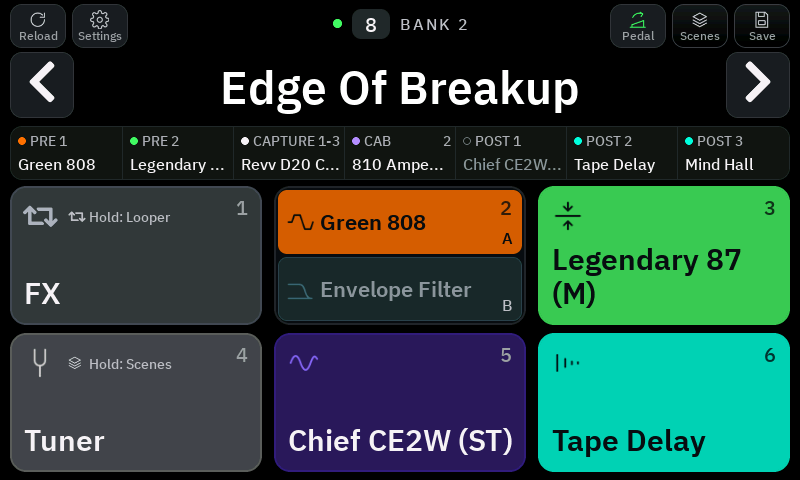 Reload
Settings
8
BANK 2
Pedal
Scenes
Save
Edge Of Breakup
PRE 1
Green 808
PRE 2
Legendary ...
CAPTURE 1-3
Revv D20 C...
CAB 2
810 Ampe...
POST 1
Chief CE2W...
POST 2
Tape Delay
POST 3
Mind Hall
Hold: Looper
1
FX
Green 808
2
A
Envelope Filter
B
3
Legendary 87
(M)
Hold: Scenes
4
Tuner
5
Chief CE2W (ST)
6
Tape Delay